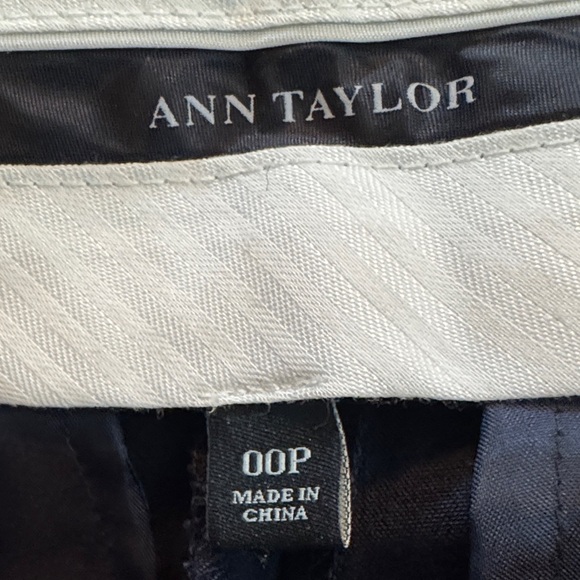 ANN TAYLOR
00P
MADE IN
CHINA